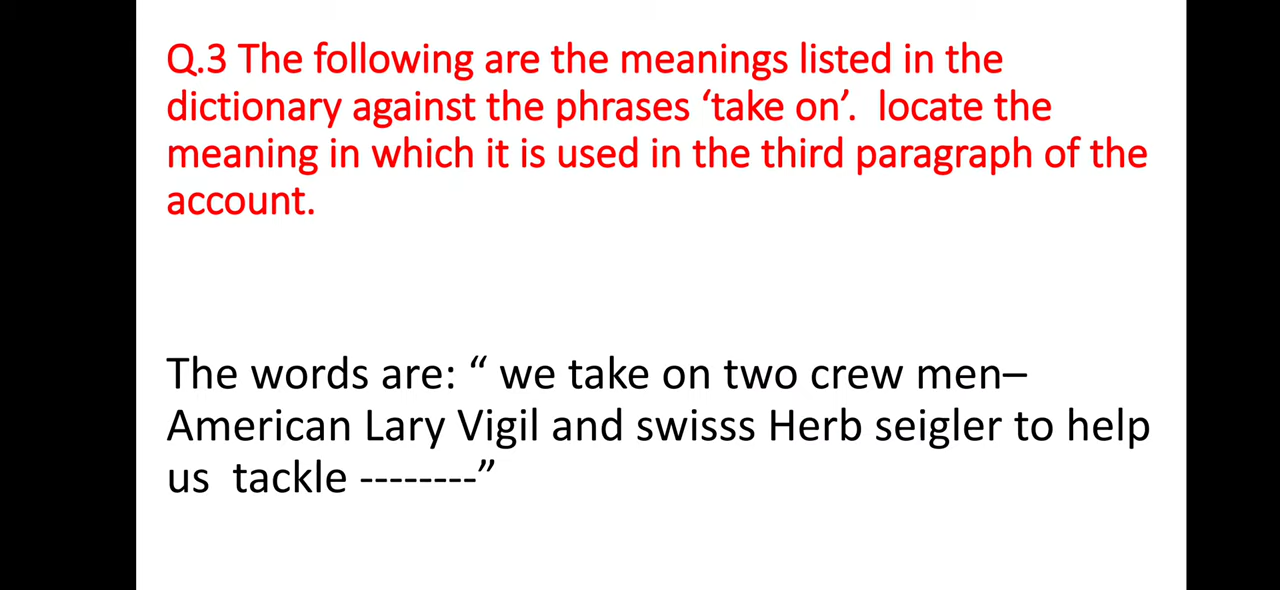 Q.3 The following are the meanings listed in the
dictionary against the phrases ‘take on’.  locate the
meaning in which it is used in the third paragraph of the
account.
The words are: “ we take on two crew men–
American Lary Vigil and swisss Herb seigler to help
us  tackle --------”